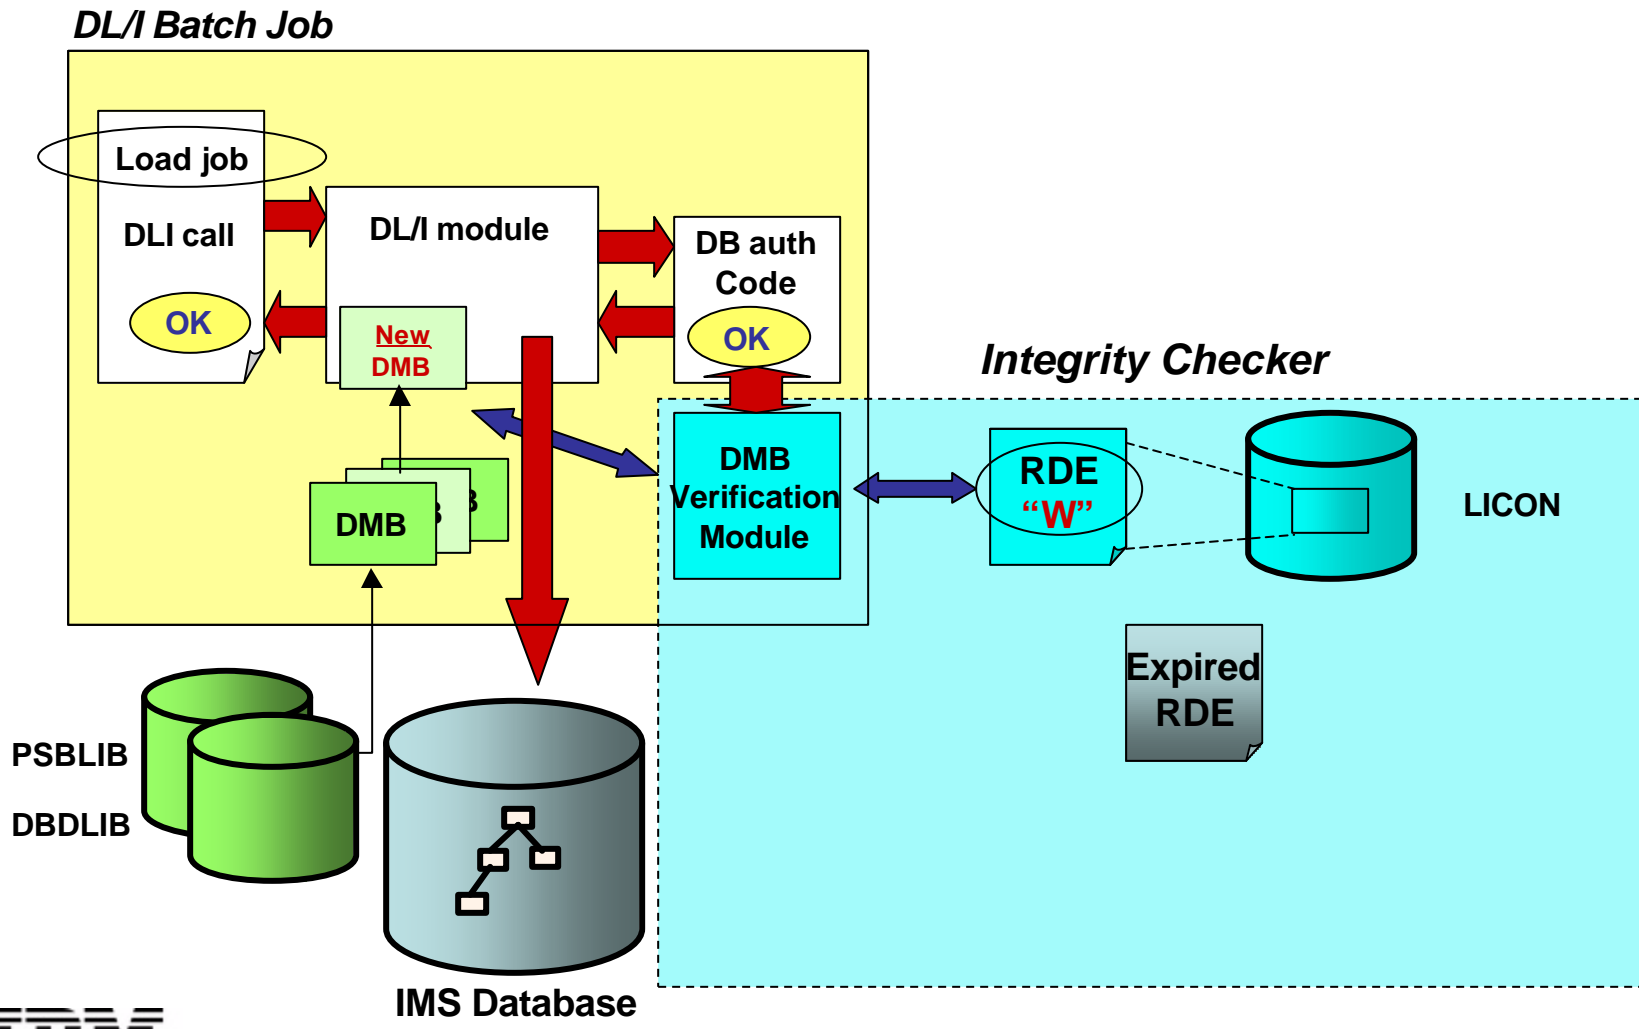 DL/I Batch Job
Load job
DLI call
OK
DL/I module
New
DMB
DB auth
Code
OK
DMB
B
B
Integrity Checker
DMB
Verification
Module
RDE
“W”
LICON
Expired
RDE
PSBLIB
DBDLIB
IMS Database